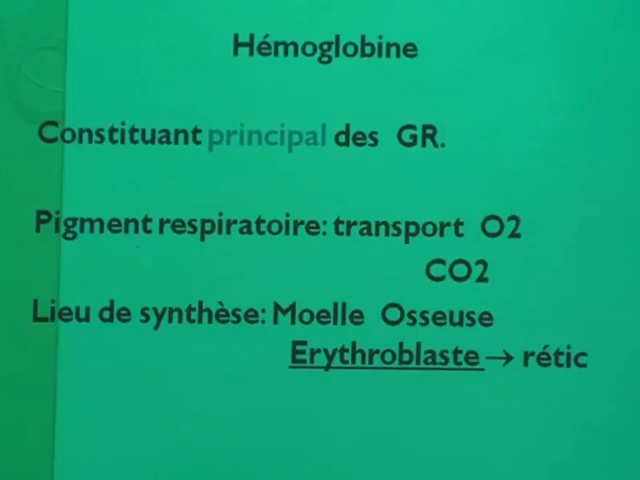 Hémoglobine
Constituant principal des GR.
Pigment respiratoire: transport O2
CO2
Lieu de synthèse: Moelle Osseuse
Erythroblaste → rétic